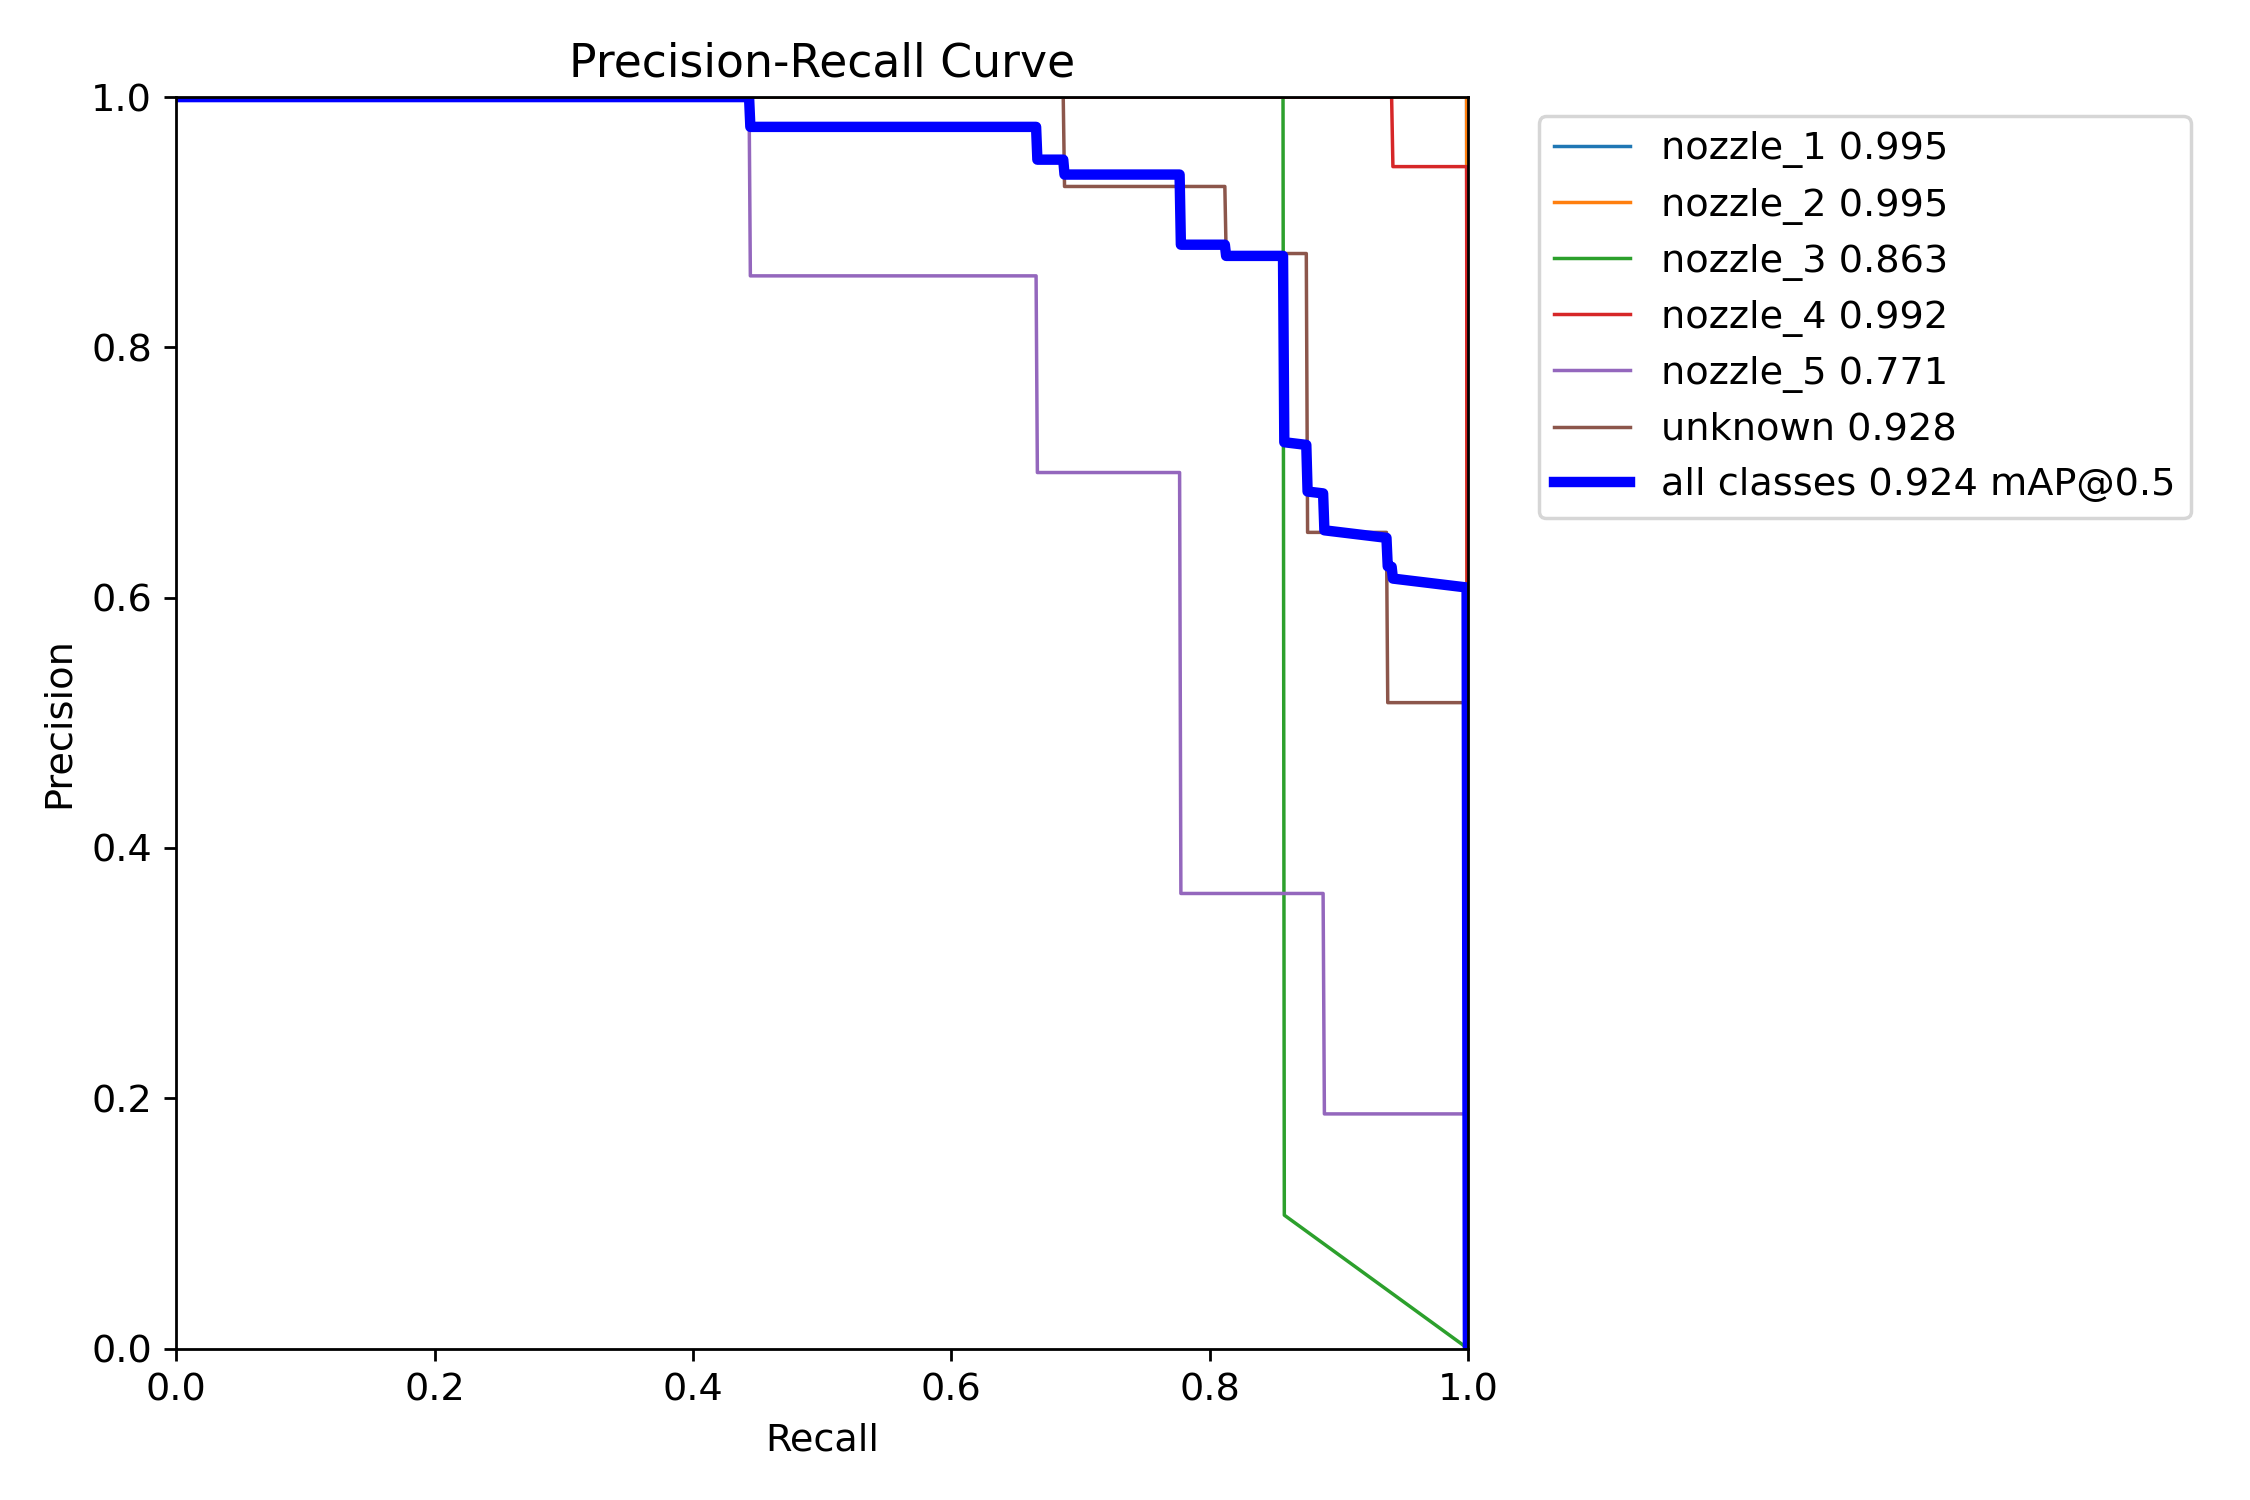 Precision-Recall Curve
1.0
0.8
0.6
0.4
0.2
0.0
Precision
0.0 0.2 0.4 0.6 0.8 1.0
Recall
nozzle_1 0.995
nozzle_2 0.995
nozzle_3 0.863
nozzle_4 0.992
nozzle_5 0.771
unknown 0.928
all classes 0.924 mAP@0.5